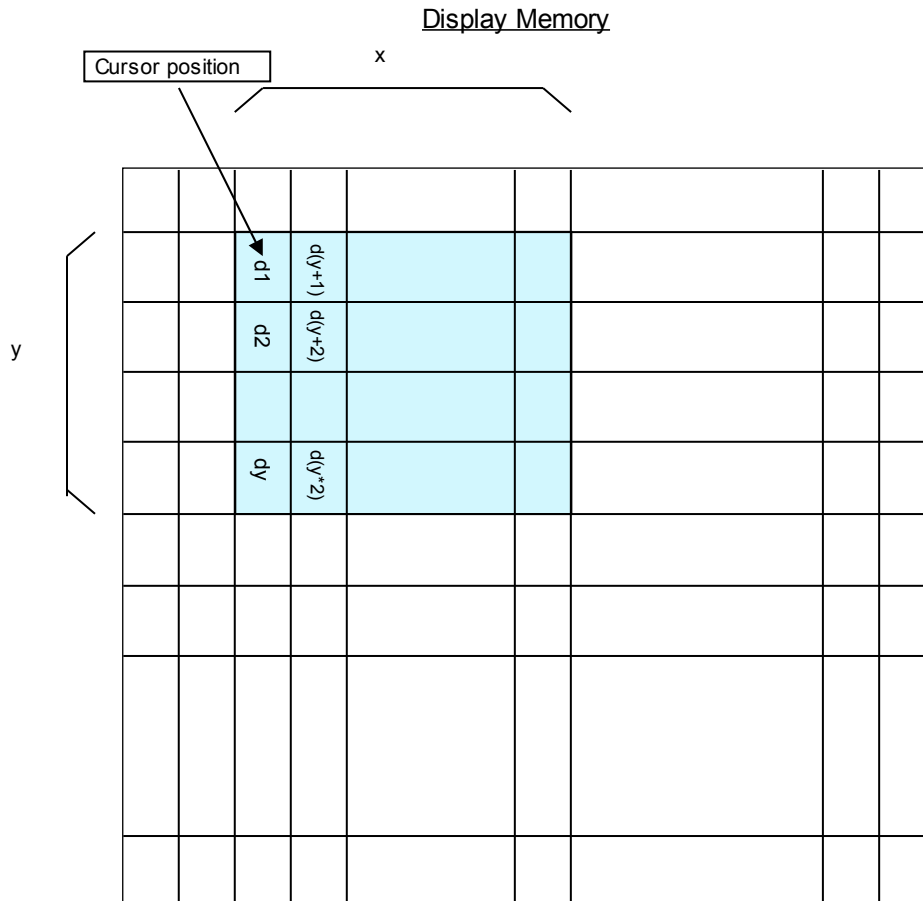 Display Memory
x
Cursor position
d1
d(y+1)
d2
d(y+2)
y
dy
d(y*2)